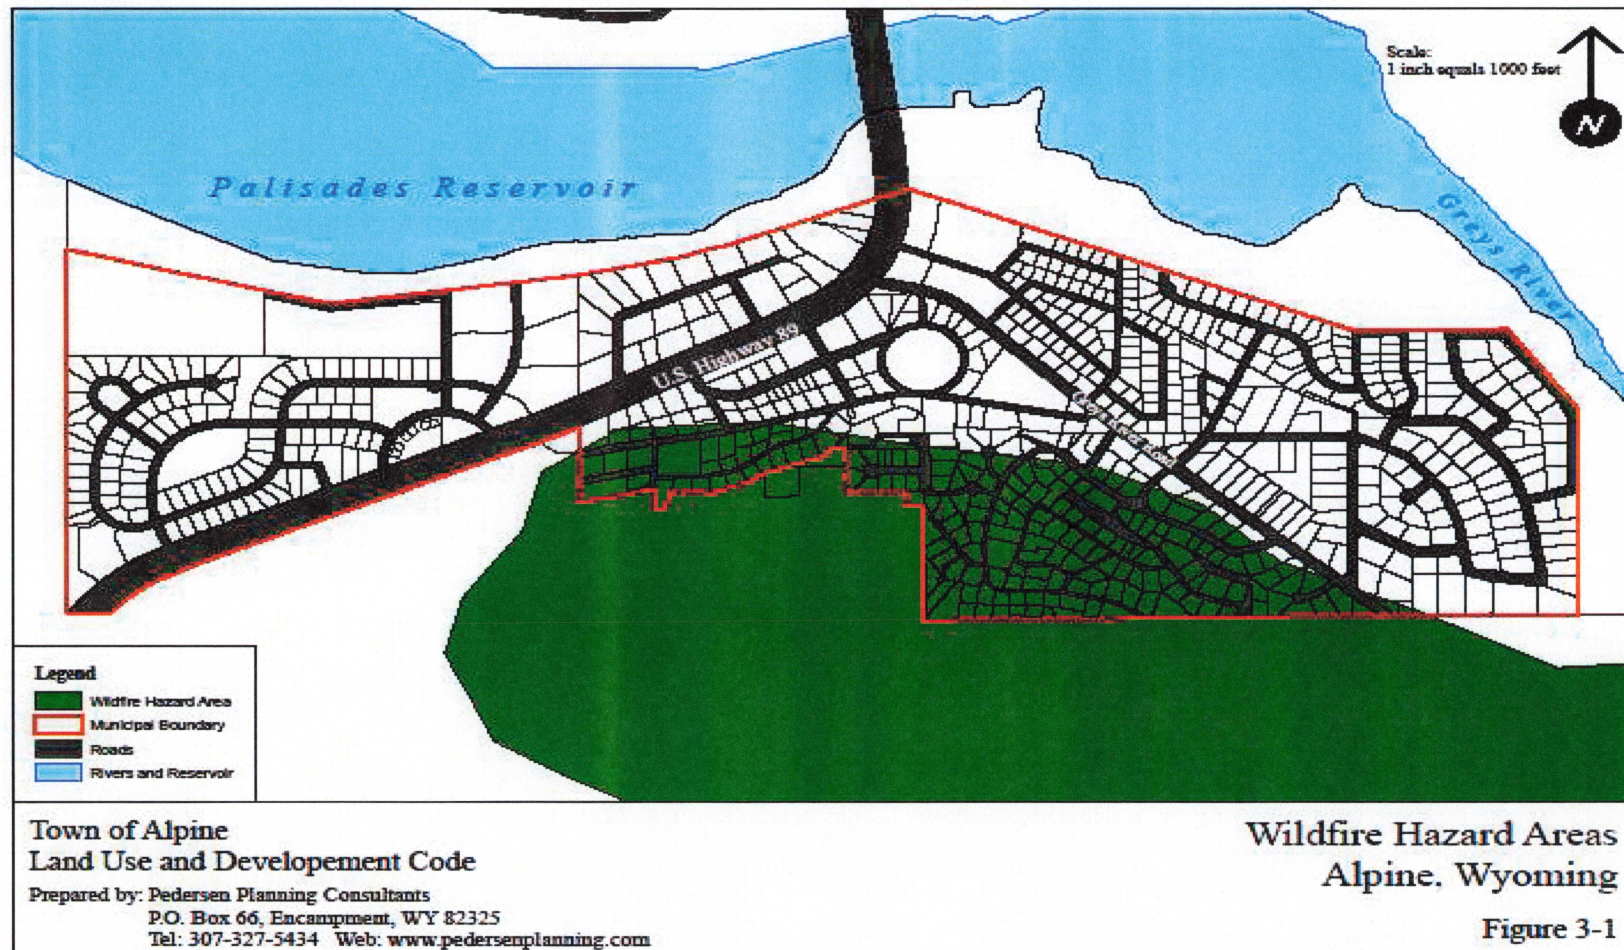 Scale:
1 inch equals 1000 feet
N
Palisades Reservoir
Greys River
U.S. Highway 89
Legend
Wildfire Hazard Area
Municipal Boundary
Roads
Rivers and Reservoir
Town of Alpine
Land Use and Developement Code
Prepared by: Pedersen Planning Consultants
P.O. Box 66, Encampment, WY 82325
Tel: 307-327-5434 Web: www.pedersenplanning.com
Wildfire Hazard Areas
Alpine, Wyoming
Figure 3-1